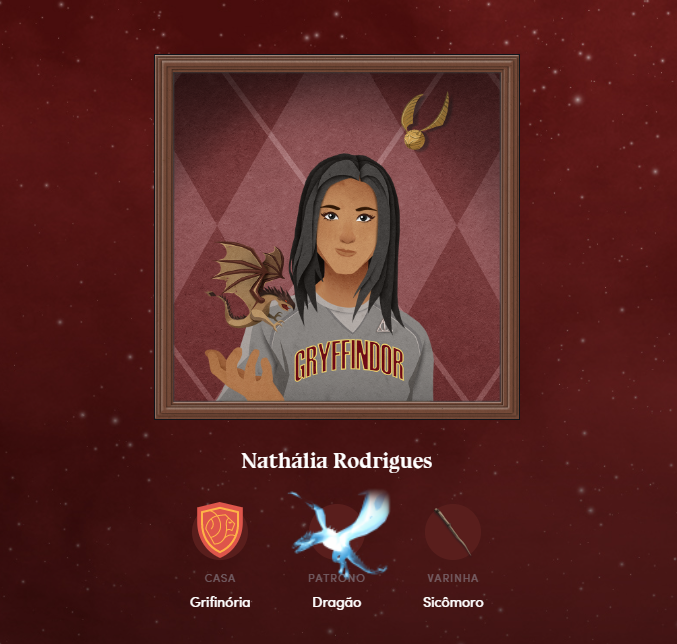 GRYFFINDOR
Nathália Rodrigues
CASA PATRONO VARINHA
Grifinória Dragão Sicômoro